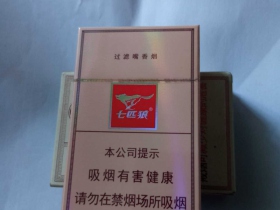 过滤嘴香烟
七匹狼
本公司提示
吸烟有害健康
请勿在禁烟场所吸烟